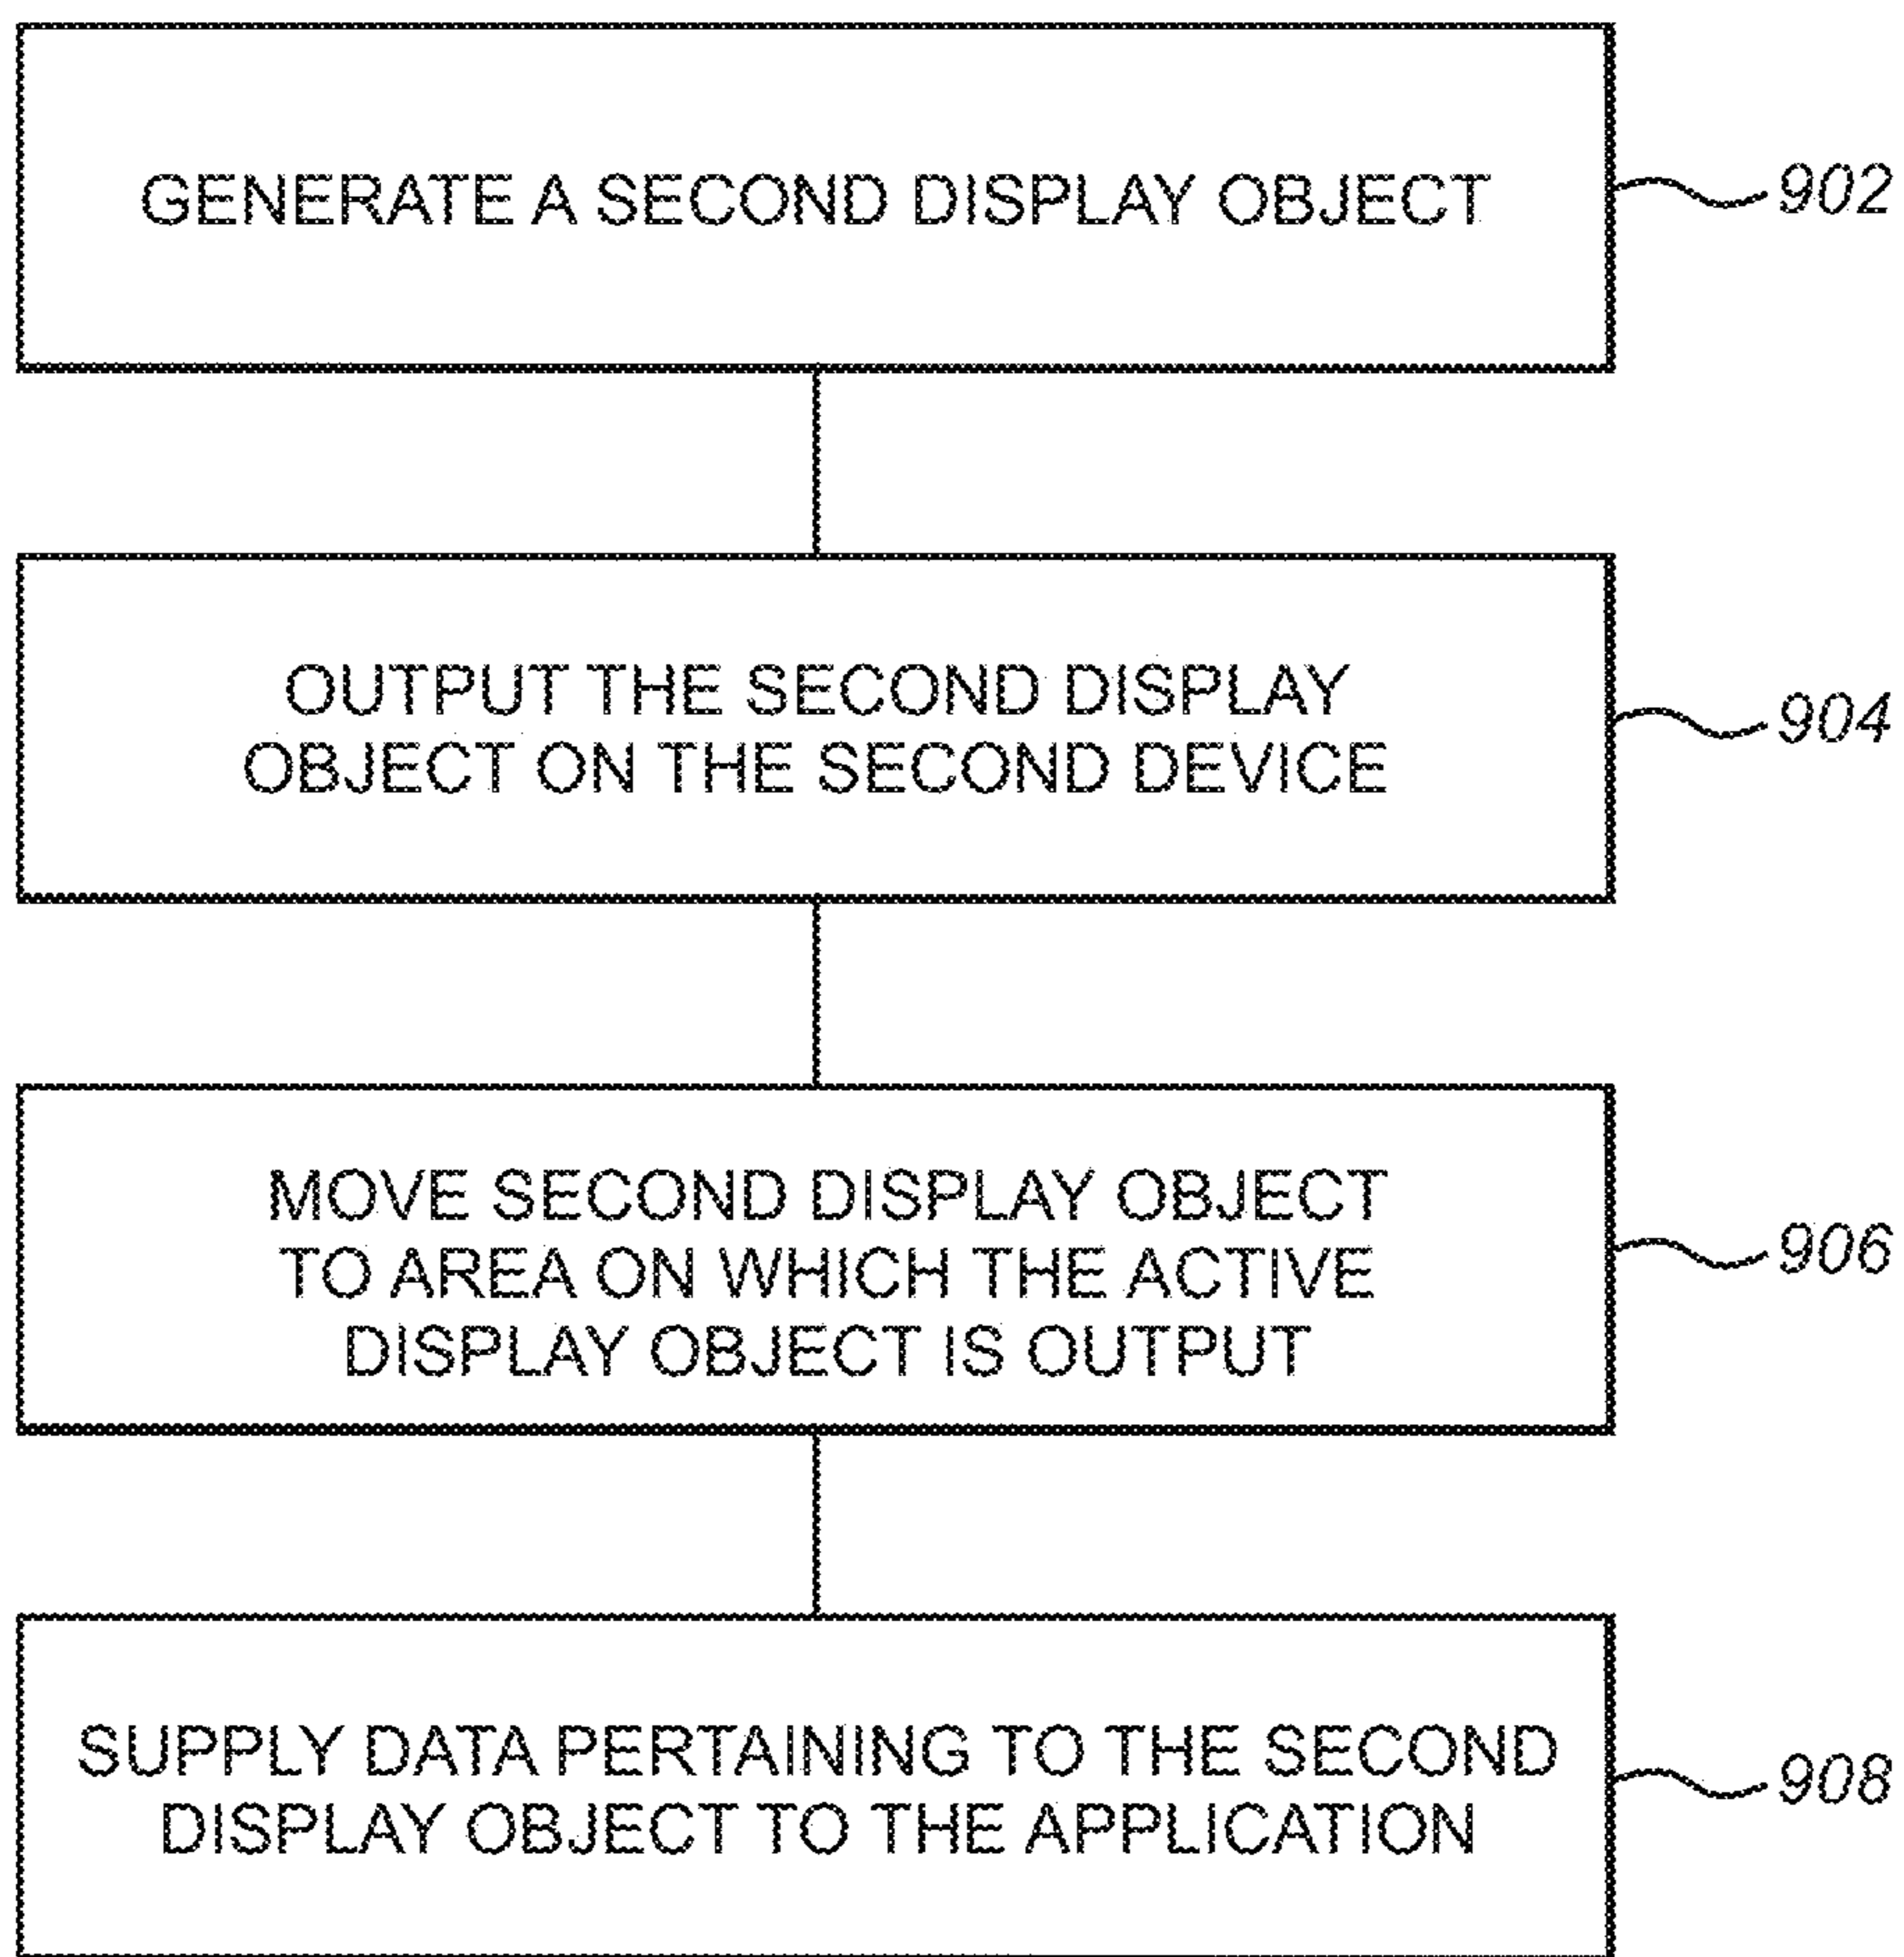 GENERATE A SECOND DISPLAY OBJECT
902
OUTPUT THE SECOND DISPLAY
OBJECT ON THE SECOND DEVICE
904
MOVE SECOND DISPLAY OBJECT
TO AREA ON WHICH THE ACTIVE
DISPLAY OBJECT IS OUTPUT
906
SUPPLY DATA PERTAINING TO THE SECOND
DISPLAY OBJECT TO THE APPLICATION
908